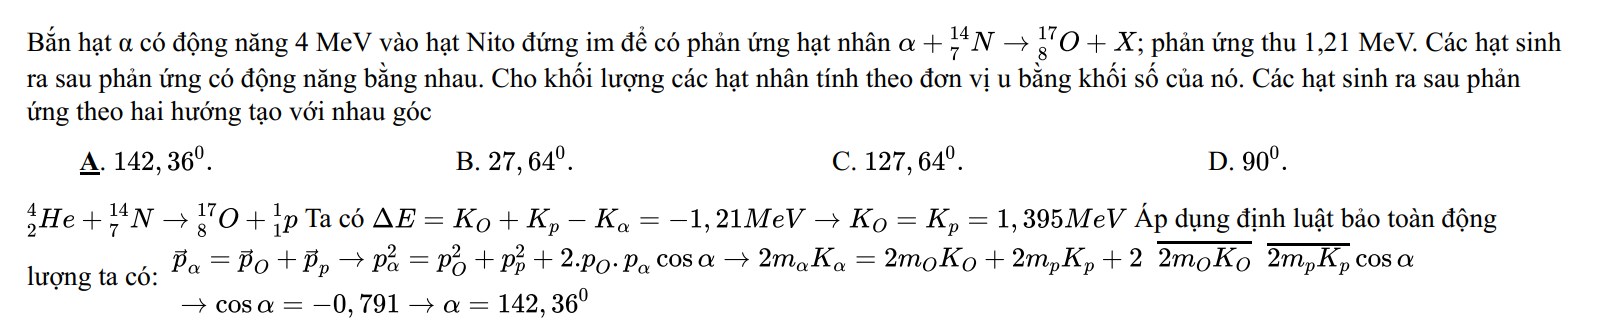 Bắn hạt α có động năng 4 MeV vào hạt Nito đứng im để có phản ứng hạt nhân $\alpha + {}^{14}_{7}N \rightarrow {}^{17}_{8}O + X$; phản ứng thu 1,21 MeV. Các hạt sinh
ra sau phản ứng có động năng bằng nhau. Cho khối lượng các hạt nhân tính theo đơn vị u bằng khối số của nó. Các hạt sinh ra sau phản
ứng theo hai hướng tạo với nhau góc
A. $142,36^0$. B. $27,64^0$. C. $127,64^0$. D. $90^0$.
${}^{4}_{2}He + {}^{14}_{7}N \rightarrow {}^{17}_{8}O + {}^{1}_{1}p$ Ta có $\Delta E = K_O + K_p - K_\alpha = -1,21MeV \rightarrow K_O = K_p = 1,395MeV$ Áp dụng định luật bảo toàn động
lượng ta có: $\vec{p}_\alpha = \vec{p}_O + \vec{p}_p \rightarrow p_\alpha^2 = p_O^2 + p_p^2 + 2.p_O.p_\alpha \cos\alpha \rightarrow 2m_\alpha K_\alpha = 2m_O K_O + 2m_p K_p + 2\ \overline{2m_O K_O}\ \overline{2m_p K_p} \cos\alpha$
$\rightarrow \cos\alpha = -0,791 \rightarrow \alpha = 142,36^0$